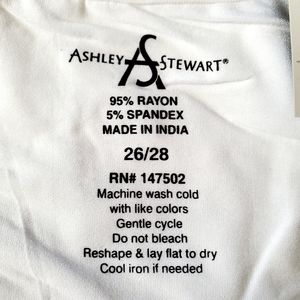 ASHLEY STEWART®
AS
95% RAYON
5% SPANDEX
MADE IN INDIA
26/28
RN# 147502
Machine wash cold
with like colors
Gentle cycle
Do not bleach
Reshape & lay flat to dry
Cool iron if needed